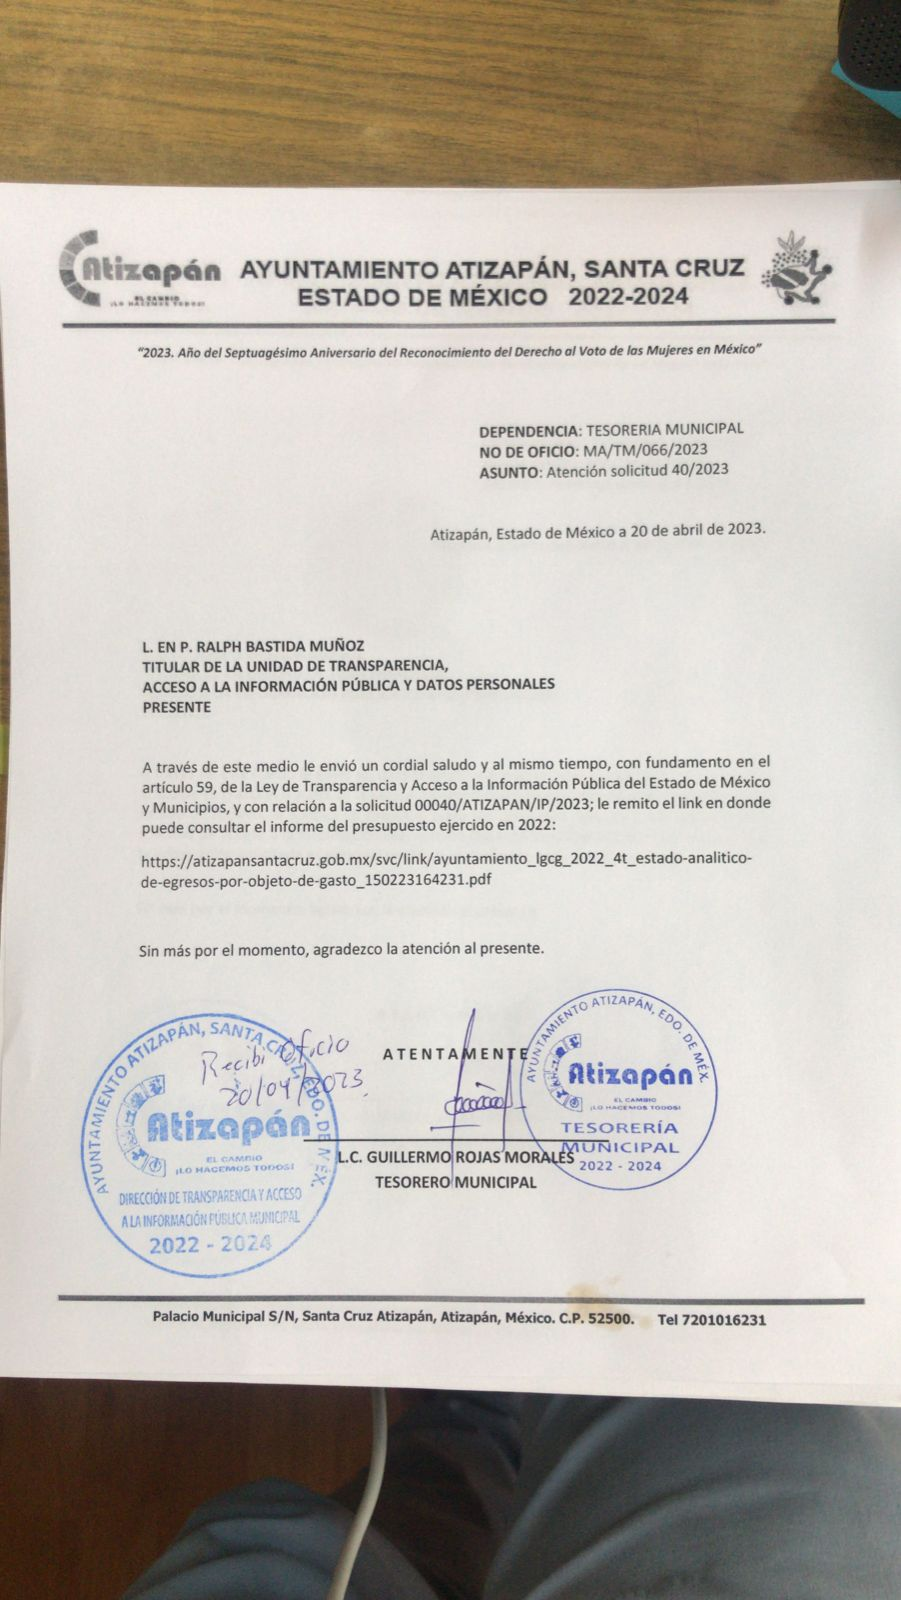 Atizapán
EL CAMBIO
¡LO HACEMOS TODOS!
AYUNTAMIENTO ATIZAPÁN, SANTA CRUZ
ESTADO DE MÉXICO 2022-2024
“2023. Año del Septuagésimo Aniversario del Reconocimiento del Derecho al Voto de las Mujeres en México”
DEPENDENCIA: TESORERIA MUNICIPAL
NO DE OFICIO: MA/TM/066/2023
ASUNTO: Atención solicitud 40/2023
Atizapán, Estado de México a 20 de abril de 2023.
L. EN P. RALPH BASTIDA MUÑOZ
TITULAR DE LA UNIDAD DE TRANSPARENCIA,
ACCESO A LA INFORMACIÓN PÚBLICA Y DATOS PERSONALES
PRESENTE
A través de este medio le envió un cordial saludo y al mismo tiempo, con fundamento en el
artículo 59, de la Ley de Transparencia y Acceso a la Información Pública del Estado de México
y Municipios, y con relación a la solicitud 00040/ATIZAPAN/IP/2023; le remito el link en donde
puede consultar el informe del presupuesto ejercido en 2022:
https://atizapansantacruz.gob.mx/svc/link/ayuntamiento_lgcg_2022_4t_estado-analitico-
de-egresos-por-objeto-de-gasto_150223164231.pdf
Sin más por el momento, agradezco la atención al presente.
AYUNTAMIENTO ATIZAPÁN, SANTA CRUZ, EDO. DE MÉX.
Recibí Oficio
20/04/2023
Atizapán
EL CAMBIO
¡LO HACEMOS TODOS!
DIRECCIÓN DE TRANSPARENCIA Y ACCESO
A LA INFORMACIÓN PÚBLICA MUNICIPAL
2022 - 2024
ATENTAMENTE
L.C. GUILLERMO ROJAS MORALES
TESORERO MUNICIPAL
AYUNTAMIENTO ATIZAPÁN, EDO. DE MÉX.
Atizapán
EL CAMBIO
¡LO HACEMOS TODOS!
TESORERÍA
MUNICIPAL
2022 - 2024
Palacio Municipal S/N, Santa Cruz Atizapán, Atizapán, México. C.P. 52500. Tel 7201016231